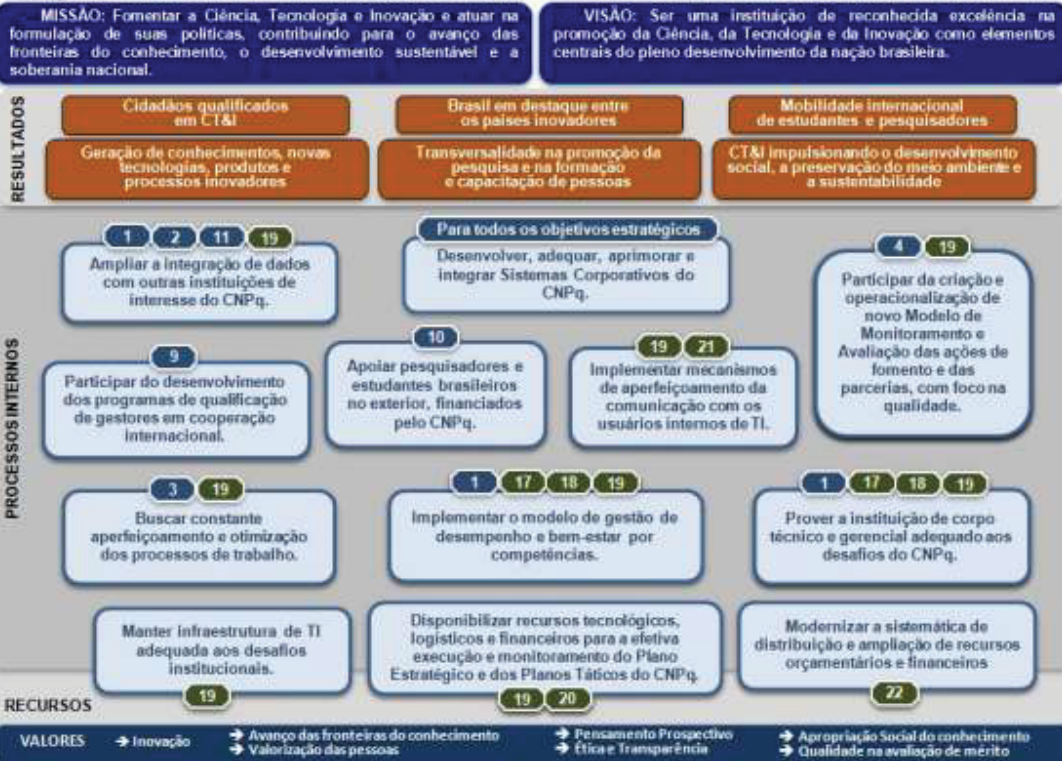 MISSÃO: Fomentar a Ciência, Tecnologia e Inovação e atuar na
formulação de suas políticas, contribuindo para o avanço das
fronteiras do conhecimento, o desenvolvimento sustentável e a
soberania nacional.
VISÃO: Ser uma instituição de reconhecida excelência na
promoção da Ciência, da Tecnologia e da Inovação como elementos
centrais do pleno desenvolvimento da nação brasileira.
RESULTADOS
Cidadãos qualificados
em CT&I
Brasil em destaque entre
os países inovadores
Mobilidade internacional
de estudantes e pesquisadores
Geração de conhecimentos, novas
tecnologias, produtos e
processos inovadores
Transversalidade na promoção da
pesquisa e na formação
e capacitação de pessoas
CT&I impulsionando o desenvolvimento
social, a preservação do meio ambiente e
a sustentabilidade
PROCESSOS INTERNOS
1 2 11 19
Ampliar a integração de dados
com outras instituições de
interesse do CNPq.
Para todos os objetivos estratégicos
Desenvolver, adequar, aprimorar e
integrar Sistemas Corporativos do
CNPq.
4 19
Participar da criação e
operacionalização de
novo Modelo de
Monitoramento e
Avaliação das ações de
fomento e das
parcerias, com foco na
qualidade.
9
Participar do desenvolvimento
dos programas de qualificação
de gestores em cooperação
internacional.
10
Apoiar pesquisadores e
estudantes brasileiros
no exterior, financiados
pelo CNPq.
19 21
Implementar mecanismos
de aperfeiçoamento da
comunicação com os
usuários internos de TI.
3 19
Buscar constante
aperfeiçoamento e otimização
dos processos de trabalho.
1 17 18 19
Implementar o modelo de gestão de
desempenho e bem-estar por
competências.
1 17 18 19
Prover a instituição de corpo
técnico e gerencial adequado aos
desafios do CNPq.
Manter infraestrutura de TI
adequada aos desafios
institucionais.
19
Disponibilizar recursos tecnológicos,
logísticos e financeiros para a efetiva
execução e monitoramento do Plano
Estratégico e dos Planos Táticos do CNPq.
19 20
Modernizar a sistemática de
distribuição e ampliação de recursos
orçamentários e financeiros
22
RECURSOS
VALORES
➔ Inovação
➔ Avanço das fronteiras do conhecimento
➔ Valorização das pessoas
➔ Pensamento Prospectivo
➔ Ética e Transparência
➔ Apropriação Social do conhecimento
➔ Qualidade na avaliação de mérito